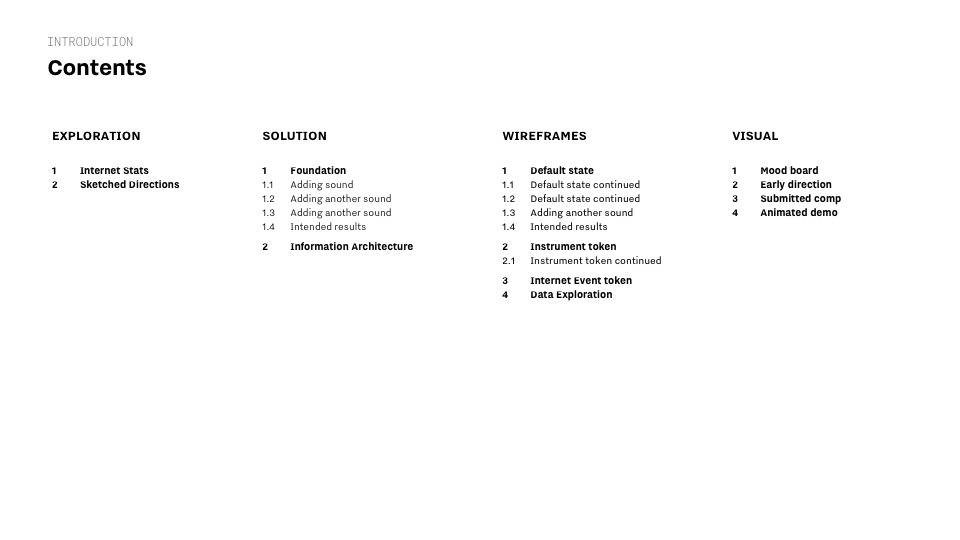 INTRODUCTION
Contents
EXPLORATION
1 Internet Stats
2 Sketched Directions
SOLUTION
1 Foundation
1.1 Adding sound
1.2 Adding another sound
1.3 Adding another sound
1.4 Intended results
2 Information Architecture
WIREFRAMES
1 Default state
1.1 Default state continued
1.2 Default state continued
1.3 Adding another sound
1.4 Intended results
2 Instrument token
2.1 Instrument token continued
3 Internet Event token
4 Data Exploration
VISUAL
1 Mood board
2 Early direction
3 Submitted comp
4 Animated demo